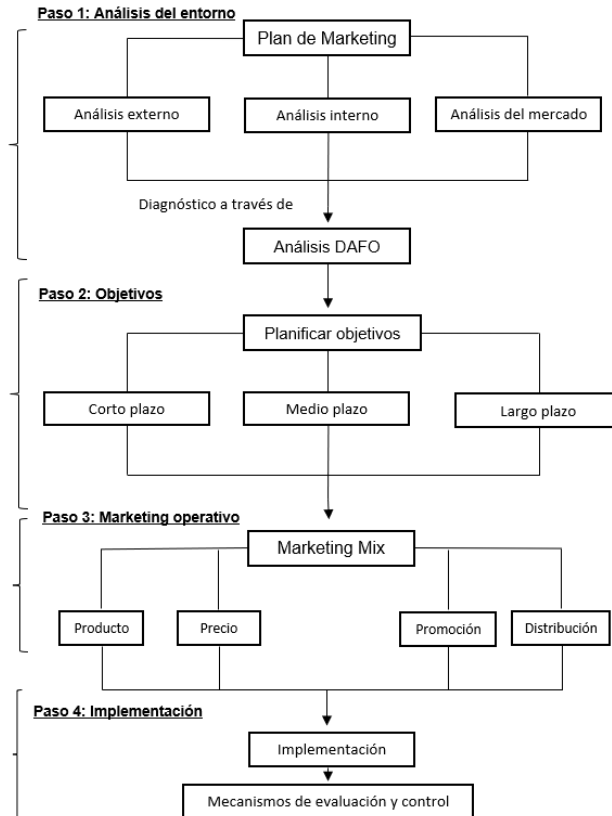 Paso 1: Análisis del entorno
Plan de Marketing
Análisis externo
Análisis interno
Análisis del mercado
Diagnóstico a través de
Análisis DAFO
Paso 2: Objetivos
Planificar objetivos
Corto plazo
Medio plazo
Largo plazo
Paso 3: Marketing operativo
Marketing Mix
Producto
Precio
Promoción
Distribución
Paso 4: Implementación
Implementación
Mecanismos de evaluación y control